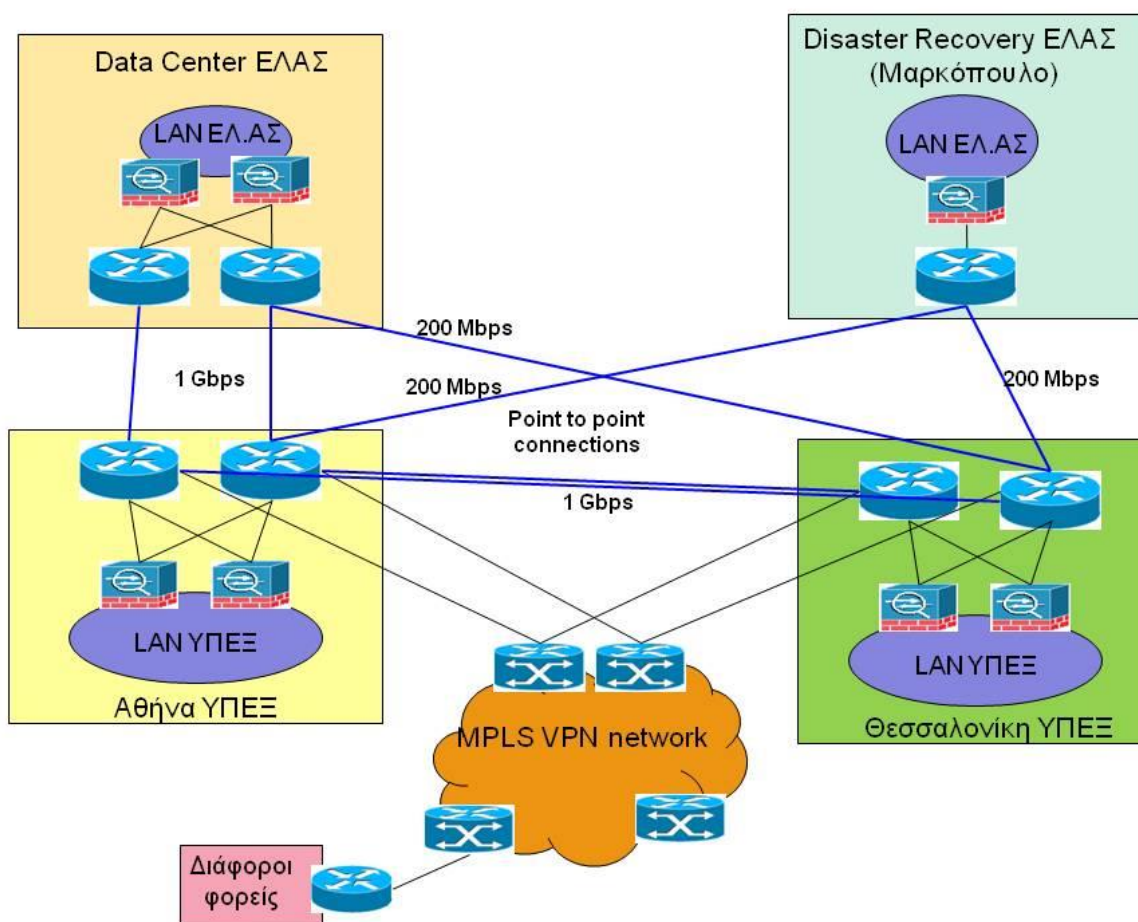 Data Center ΕΛΑΣ
LAN ΕΛ.ΑΣ
Disaster Recovery ΕΛΑΣ
(Μαρκόπουλο)
LAN ΕΛ.ΑΣ
200 Mbps
1 Gbps
200 Mbps
200 Mbps
Point to point
connections
1 Gbps
LAN ΥΠΕΞ
Αθήνα ΥΠΕΞ
LAN ΥΠΕΞ
Θεσσαλονίκη ΥΠΕΞ
MPLS VPN network
Διάφοροι
φορείς